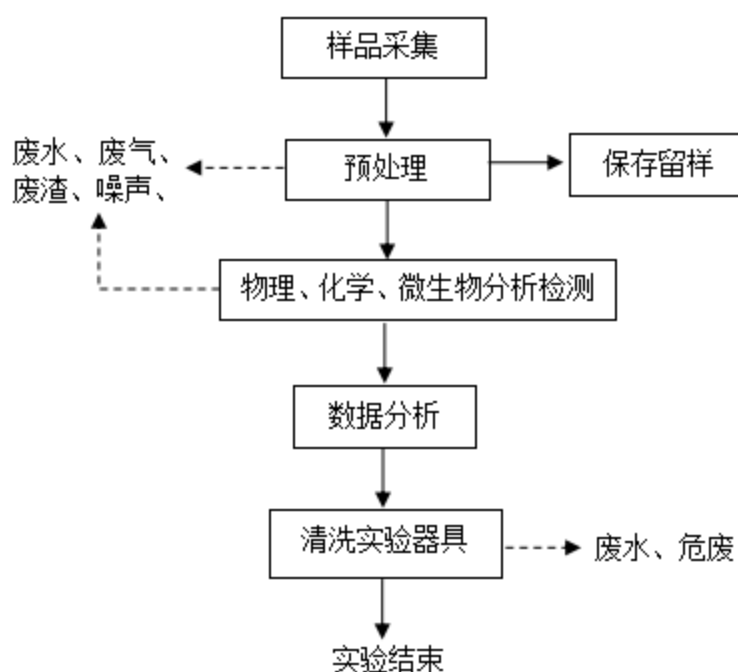 样品采集
废水、废气、
废渣、噪声、
预处理
保存留样
物理、化学、微生物分析检测
数据分析
清洗实验器具
废水、危废
实验结束